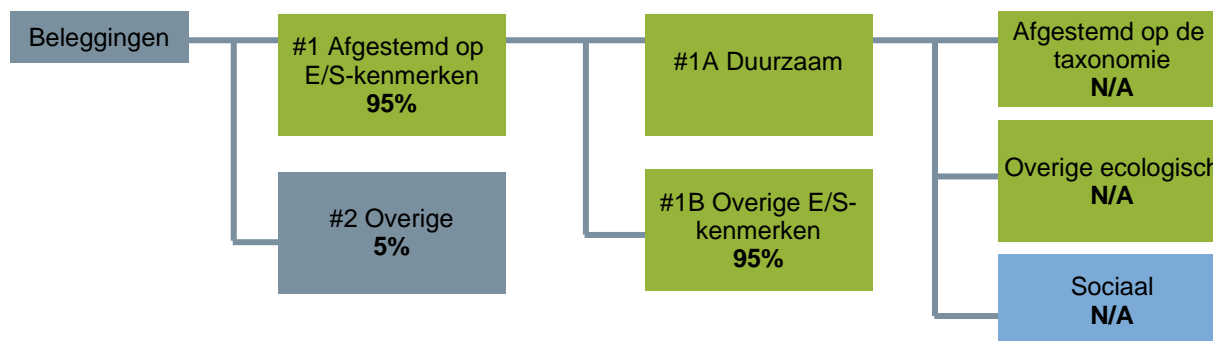 Beleggingen
#1 Afgestemd op
E/S-kenmerken
95%
#2 Overige
5%
#1A Duurzaam
#1B Overige E/S-
kenmerken
95%
Afgestemd op de
taxonomie
N/A
Overige ecologisch
N/A
Sociaal
N/A